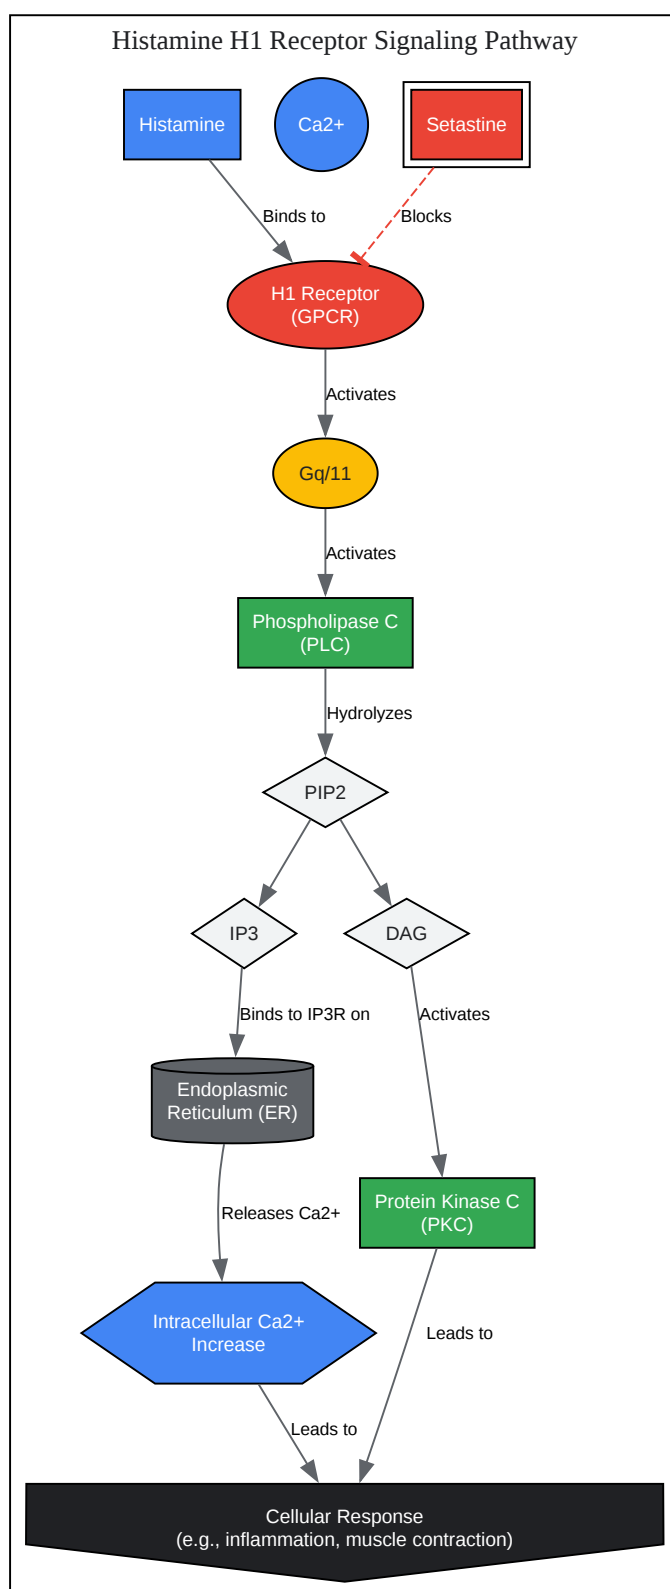 Histamine H1 Receptor Signaling Pathway
Histamine
Ca2+
Setastine
Binds to
Blocks
H1 Receptor
(GPCR)
Activates
Gq/11
Activates
Phospholipase C
(PLC)
Hydrolyzes
PIP2
IP3
DAG
Binds to IP3R on
Activates
Endoplasmic
Reticulum (ER)
Releases Ca2+
Protein Kinase C
(PKC)
Intracellular Ca2+
Increase
Leads to
Leads to
Cellular Response
(e.g., inflammation, muscle contraction)